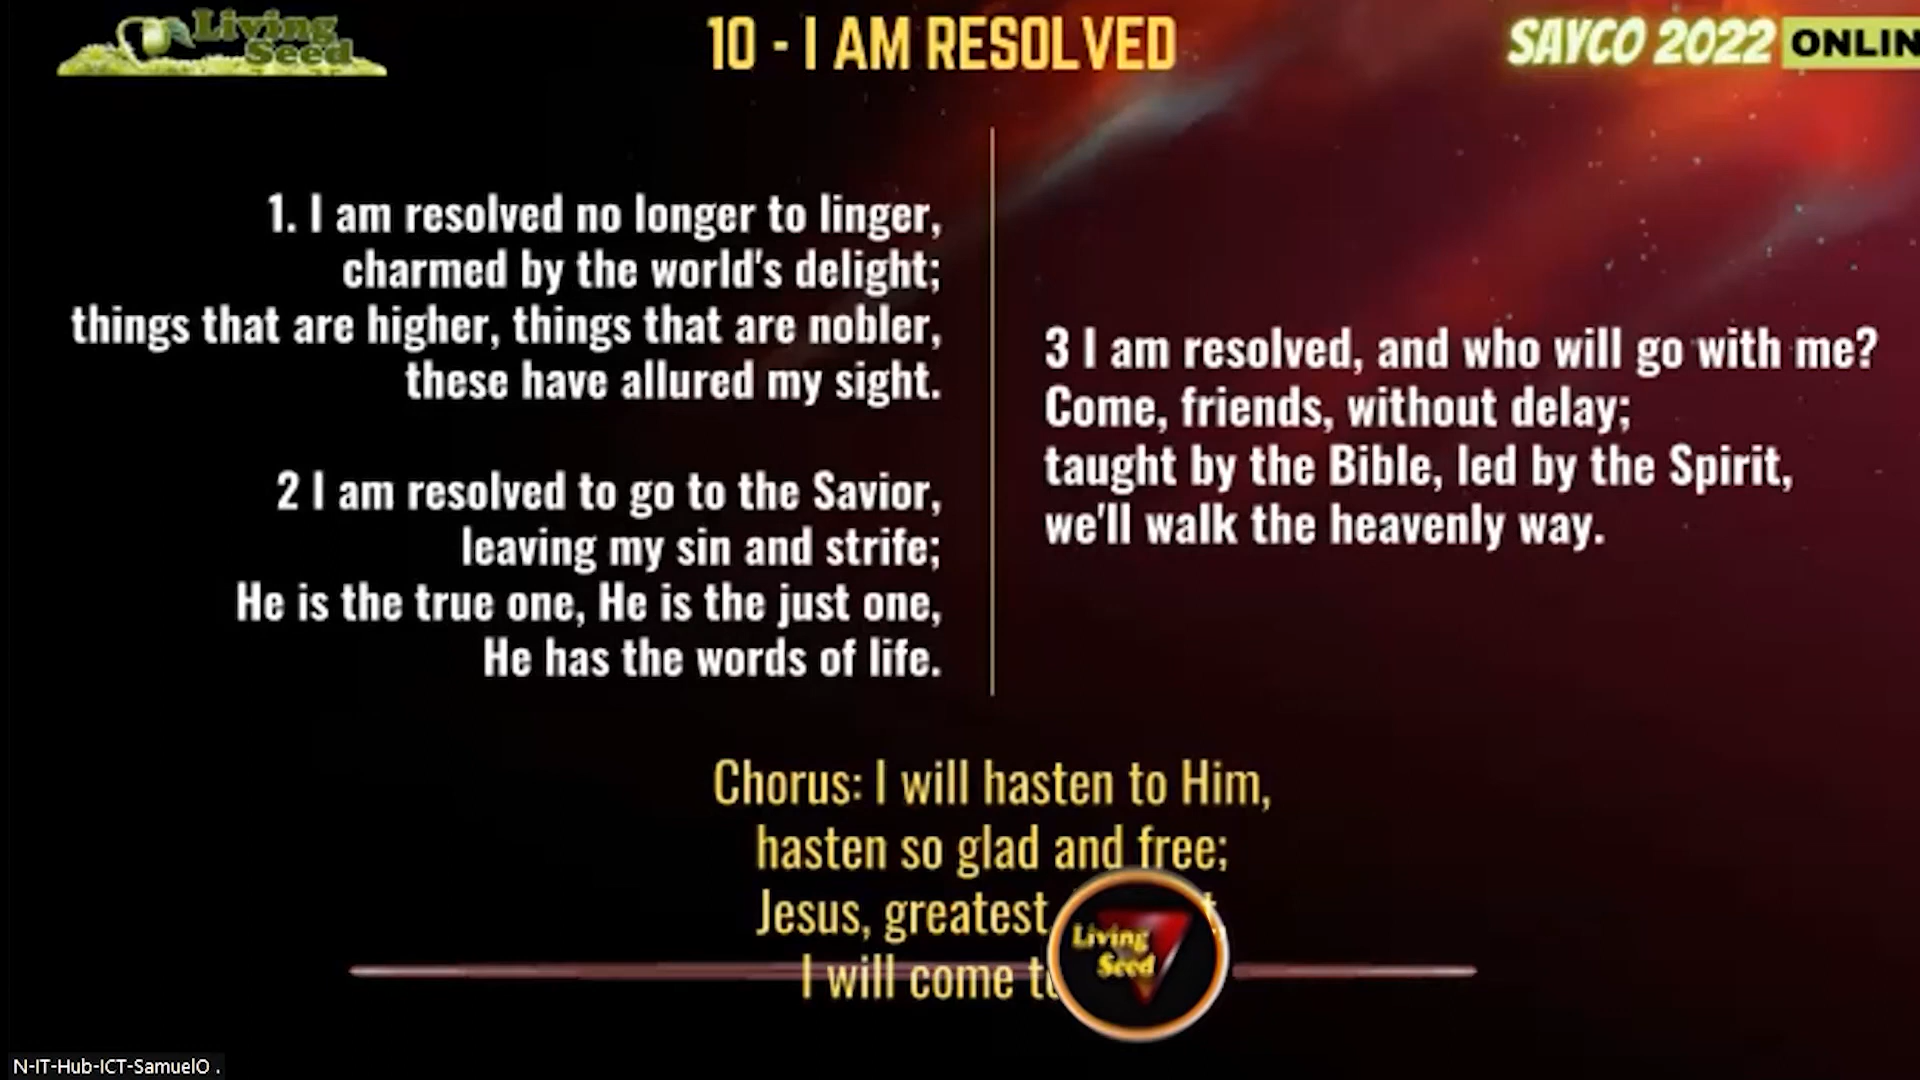 Living
Seed
10 - I AM RESOLVED
SAYCO 2022 ONLIN
1. I am resolved no longer to linger,
charmed by the world's delight;
things that are higher, things that are nobler,
these have allured my sight.
2 I am resolved to go to the Savior,
leaving my sin and strife;
He is the true one, He is the just one,
He has the words of life.
3 I am resolved, and who will go with me?
Come, friends, without delay;
taught by the Bible, led by the Spirit,
we'll walk the heavenly way.
Chorus: I will hasten to Him,
hasten so glad and free;
Jesus, greatest,
I will come
Living
Seed
N-IT-Hub-ICT-SamuelO .